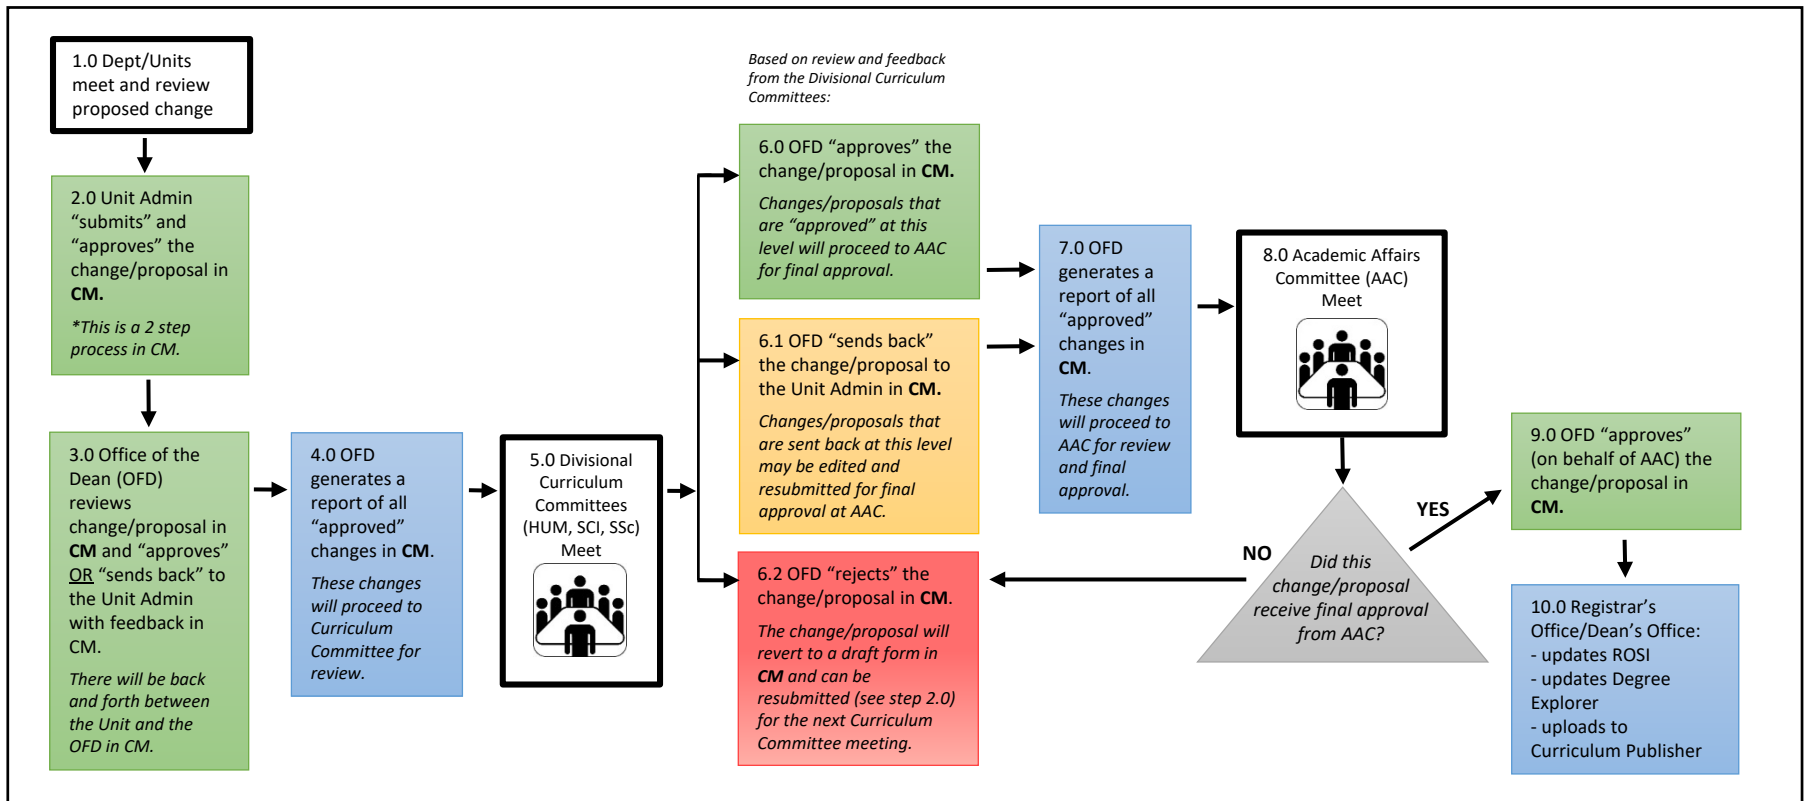 1.0 Dept/Units
meet and review
proposed change
2.0 Unit Admin
“submits” and
“approves” the
change/proposal in
CM.
*This is a 2 step
process in CM.
3.0 Office of the
Dean (OFD)
reviews
change/proposal in
CM and “approves”
OR “sends back” to
the Unit Admin
with feedback in
CM.
There will be back
and forth between
the Unit and the
OFD in CM.
4.0 OFD
generates a
report of all
“approved”
changes in CM.
These changes
will proceed to
Curriculum
Committee for
review.
5.0 Divisional
Curriculum
Committees
(HUM, SCI, SSc)
Meet
Based on review and feedback
from the Divisional Curriculum
Committees:
6.0 OFD “approves” the
change/proposal in CM.
Changes/proposals that
are “approved” at this
level will proceed to AAC
for final approval.
6.1 OFD “sends back”
the change/proposal to
the Unit Admin in CM.
Changes/proposals that
are sent back at this level
may be edited and
resubmitted for final
approval at AAC.
6.2 OFD “rejects” the
change/proposal in CM.
The change/proposal will
revert to a draft form in
CM and can be
resubmitted (see step 2.0)
for the next Curriculum
Committee meeting.
7.0 OFD
generates a
report of all
“approved”
changes in
CM.
These changes
will proceed to
AAC for review
and final
approval.
8.0 Academic Affairs
Committee (AAC)
Meet
NO
YES
Did this
change/proposal
receive final approval
from AAC?
9.0 OFD “approves”
(on behalf of AAC) the
change/proposal in
CM.
10.0 Registrar’s
Office/Dean’s Office:
- updates ROSI
- updates Degree
Explorer
- uploads to
Curriculum Publisher